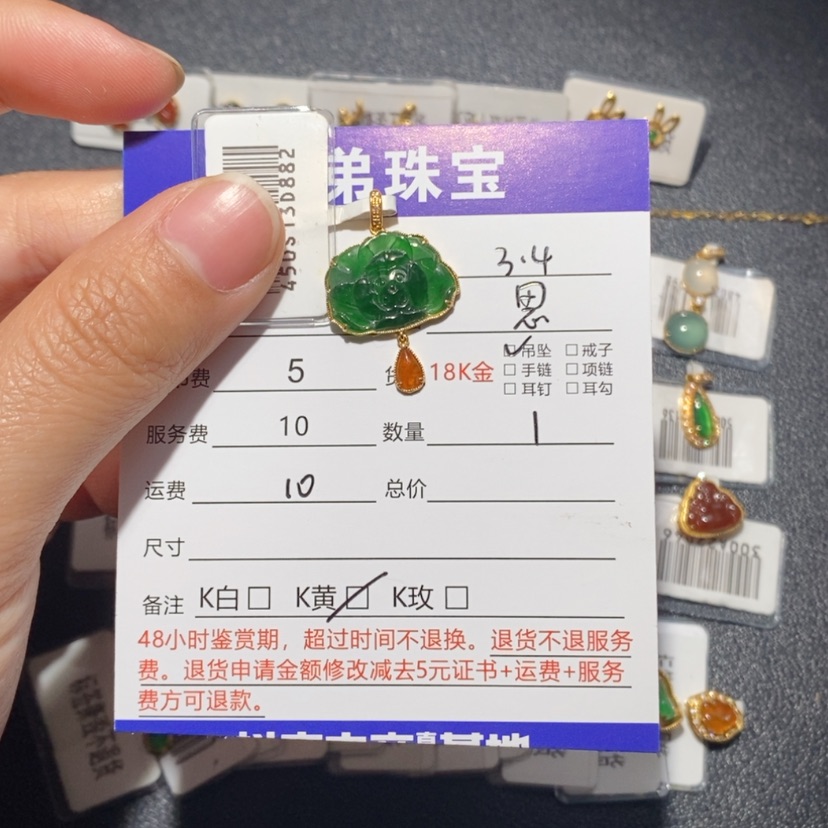 弟珠宝
450ST3D882
3.4
恩
书费 5 货 18K金 ☑吊坠 ☐戒子
☐手链 ☐项链
☐耳钉 ☐耳勾
服务费 10 数量 1
运费 10 总价
尺寸
备注 K白☐ K黄☑ K玫☐
48小时鉴赏期，超过时间不退换。退货不退服务
费。退货申请金额修改减去5元证书+运费+服务
费方可退款。